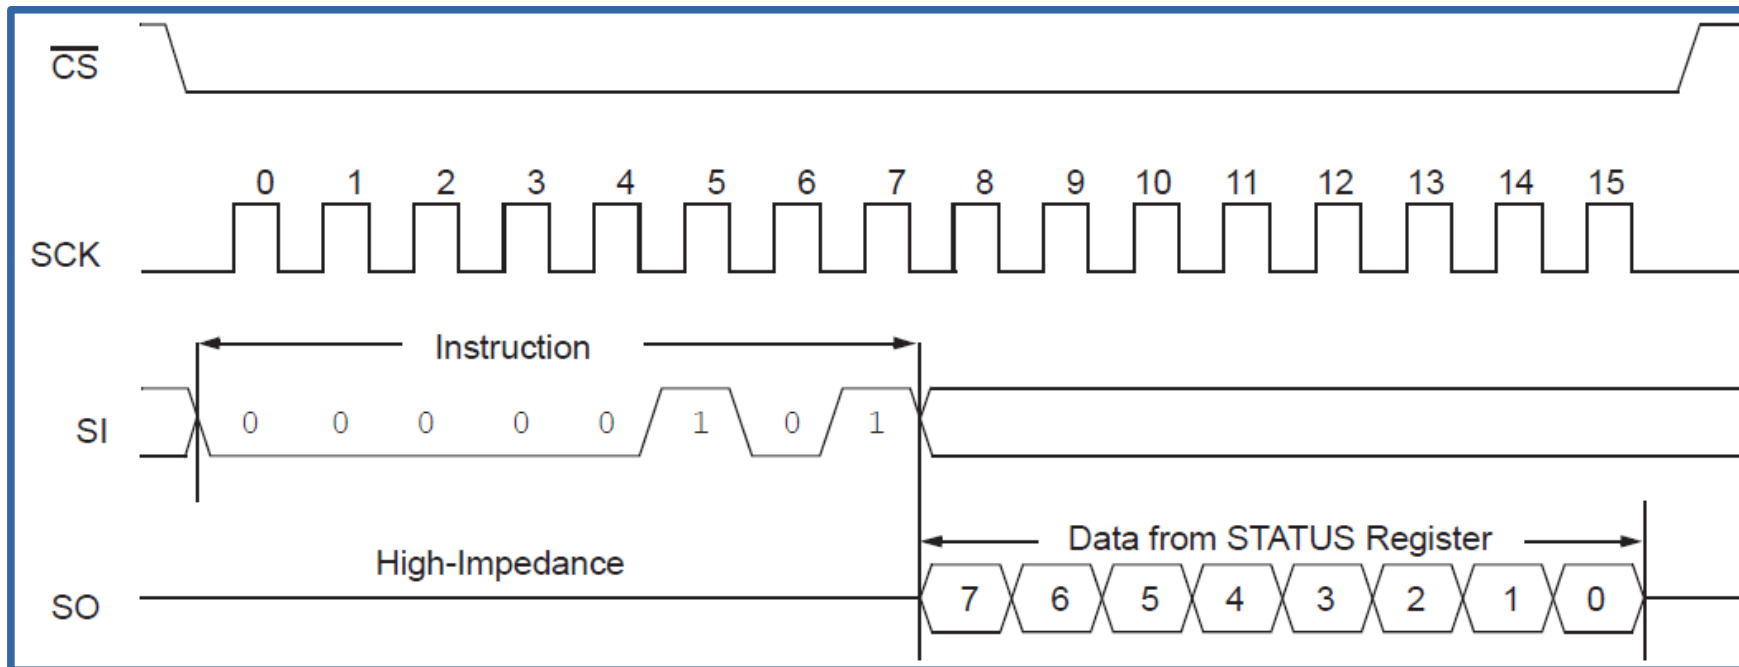 CS
0 1 2 3 4 5 6 7 8 9 10 11 12 13 14 15
SCK
Instruction
SI 0 0 0 0 0 1 0 1
Data from STATUS Register
High-Impedance
SO 7 6 5 4 3 2 1 0